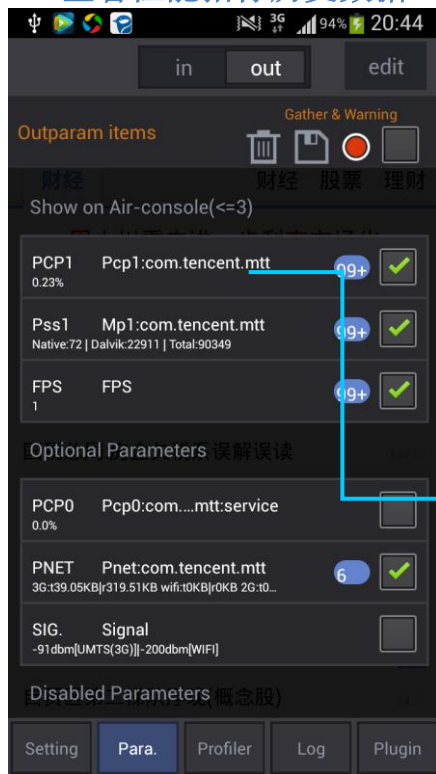 3G 94% 20:44
in out edit
Gather & Warning
Outparam items
财经 财经 股票 理财
Show on Air-console(<=3)
PCP1 Pcp1:com.tencent.mtt 99+
0.23%
Pss1 Mp1:com.tencent.mtt 99+
Native:72 | Dalvik:22911 | Total:90349
FPS FPS 99+
1
Optional Parameters
PCP0 Pcp0:com....mtt:service
0.0%
PNET Pnet:com.tencent.mtt 6
3G:t39.05KB|r319.51KB wifi:t0KB|r0KB 2G:t0...
SIG. Signal
-91dbm[UMTS(3G)]|-200dbm[WIFI]
Disabled Parameters
Setting Para. Profiler Log Plugin